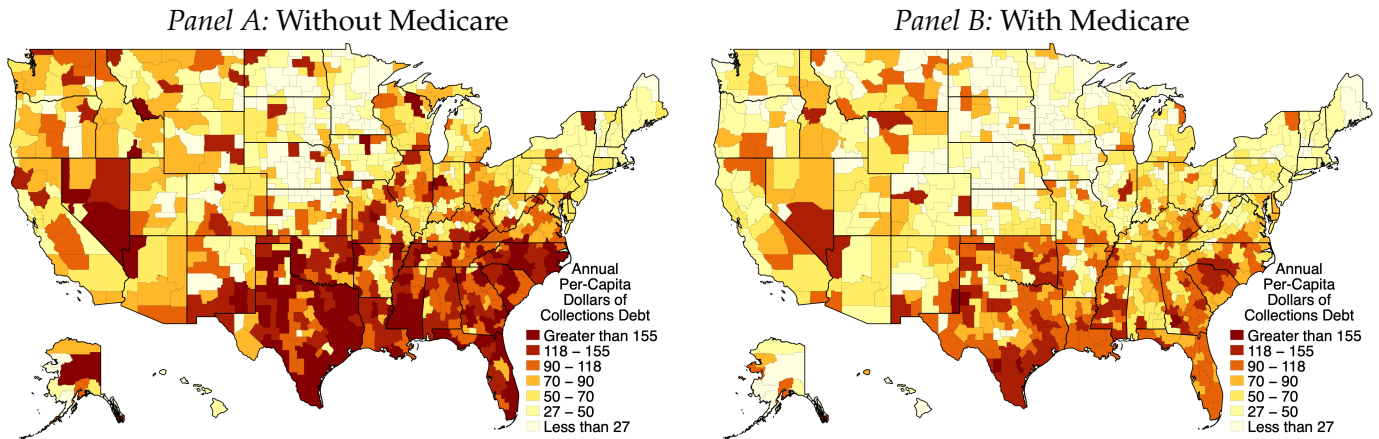 Panel A: Without Medicare
Annual
Per-Capita
Dollars of
Collections Debt
Greater than 155
118 – 155
90 – 118
70 – 90
50 – 70
27 – 50
Less than 27
Panel B: With Medicare
Annual
Per-Capita
Dollars of
Collections Debt
Greater than 155
118 – 155
90 – 118
70 – 90
50 – 70
27 – 50
Less than 27